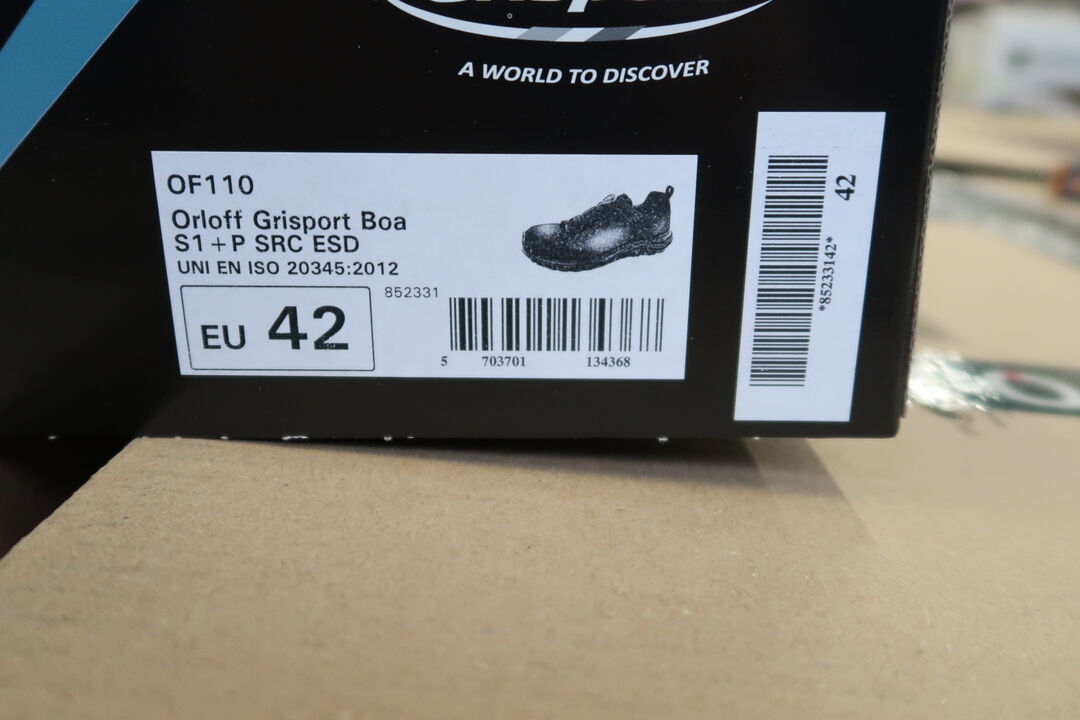 A WORLD TO DISCOVER
OF110
Orloff Grisport Boa
S1+P SRC ESD
UNI EN ISO 20345:2012
852331
EU 42
5 703701 134368
42
*85233142*